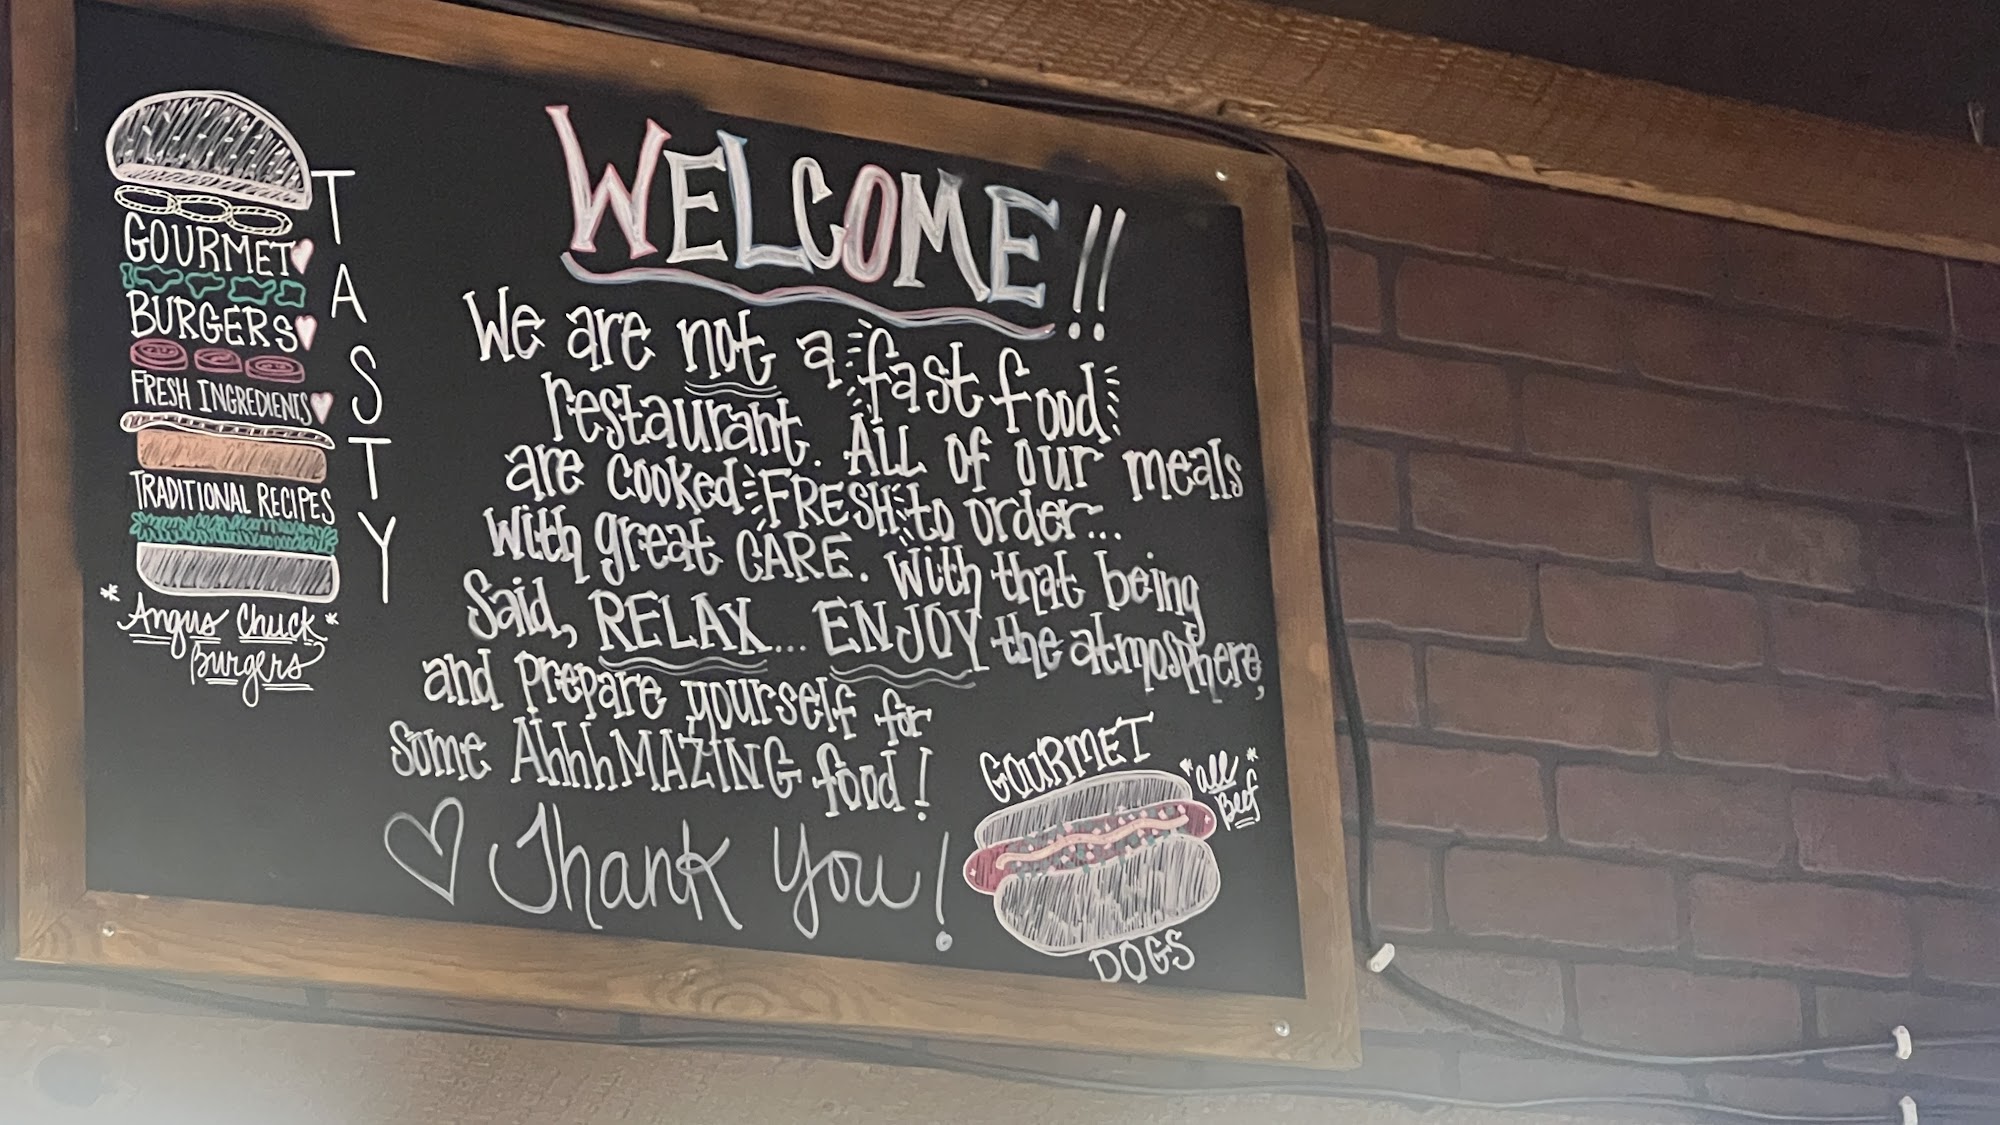 GOURMET
BURGERS
FRESH INGREDIENTS
TRADITIONAL RECIPES
*Angus Chuck*
Burgers
TASTY
WELCOME!!
We are not a fast food
restaurant. ALL of our meals
are cooked FRESH to order...
with great CARE. With that being
Said, RELAX... ENJOY the atmosphere,
and prepare yourself for
some AhhhMAZING food!
Thank you!
GOURMET
*all*
Beef
DOGS